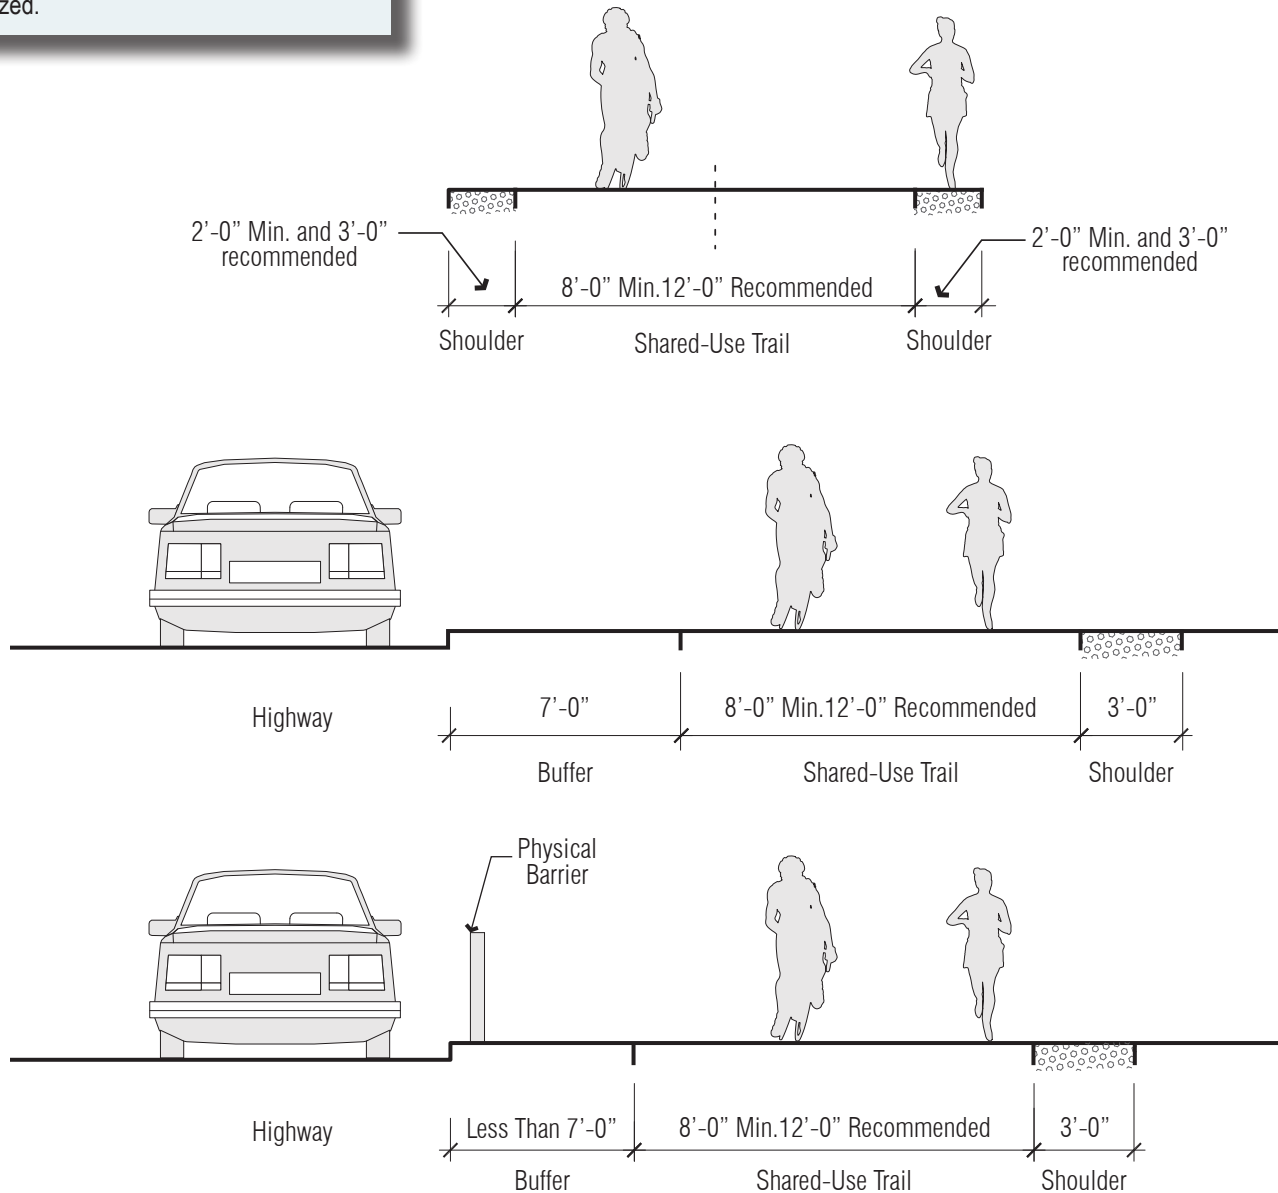 zed.
2’-0” Min. and 3’-0”
recommended
2’-0” Min. and 3’-0”
recommended
8’-0” Min.12’-0” Recommended
Shoulder
Shared-Use Trail
Shoulder
Highway
7’-0”
8’-0” Min.12’-0” Recommended
3’-0”
Buffer
Shared-Use Trail
Shoulder
Physical
Barrier
Highway
Less Than 7’-0”
8’-0” Min.12’-0” Recommended
3’-0”
Buffer
Shared-Use Trail
Shoulder